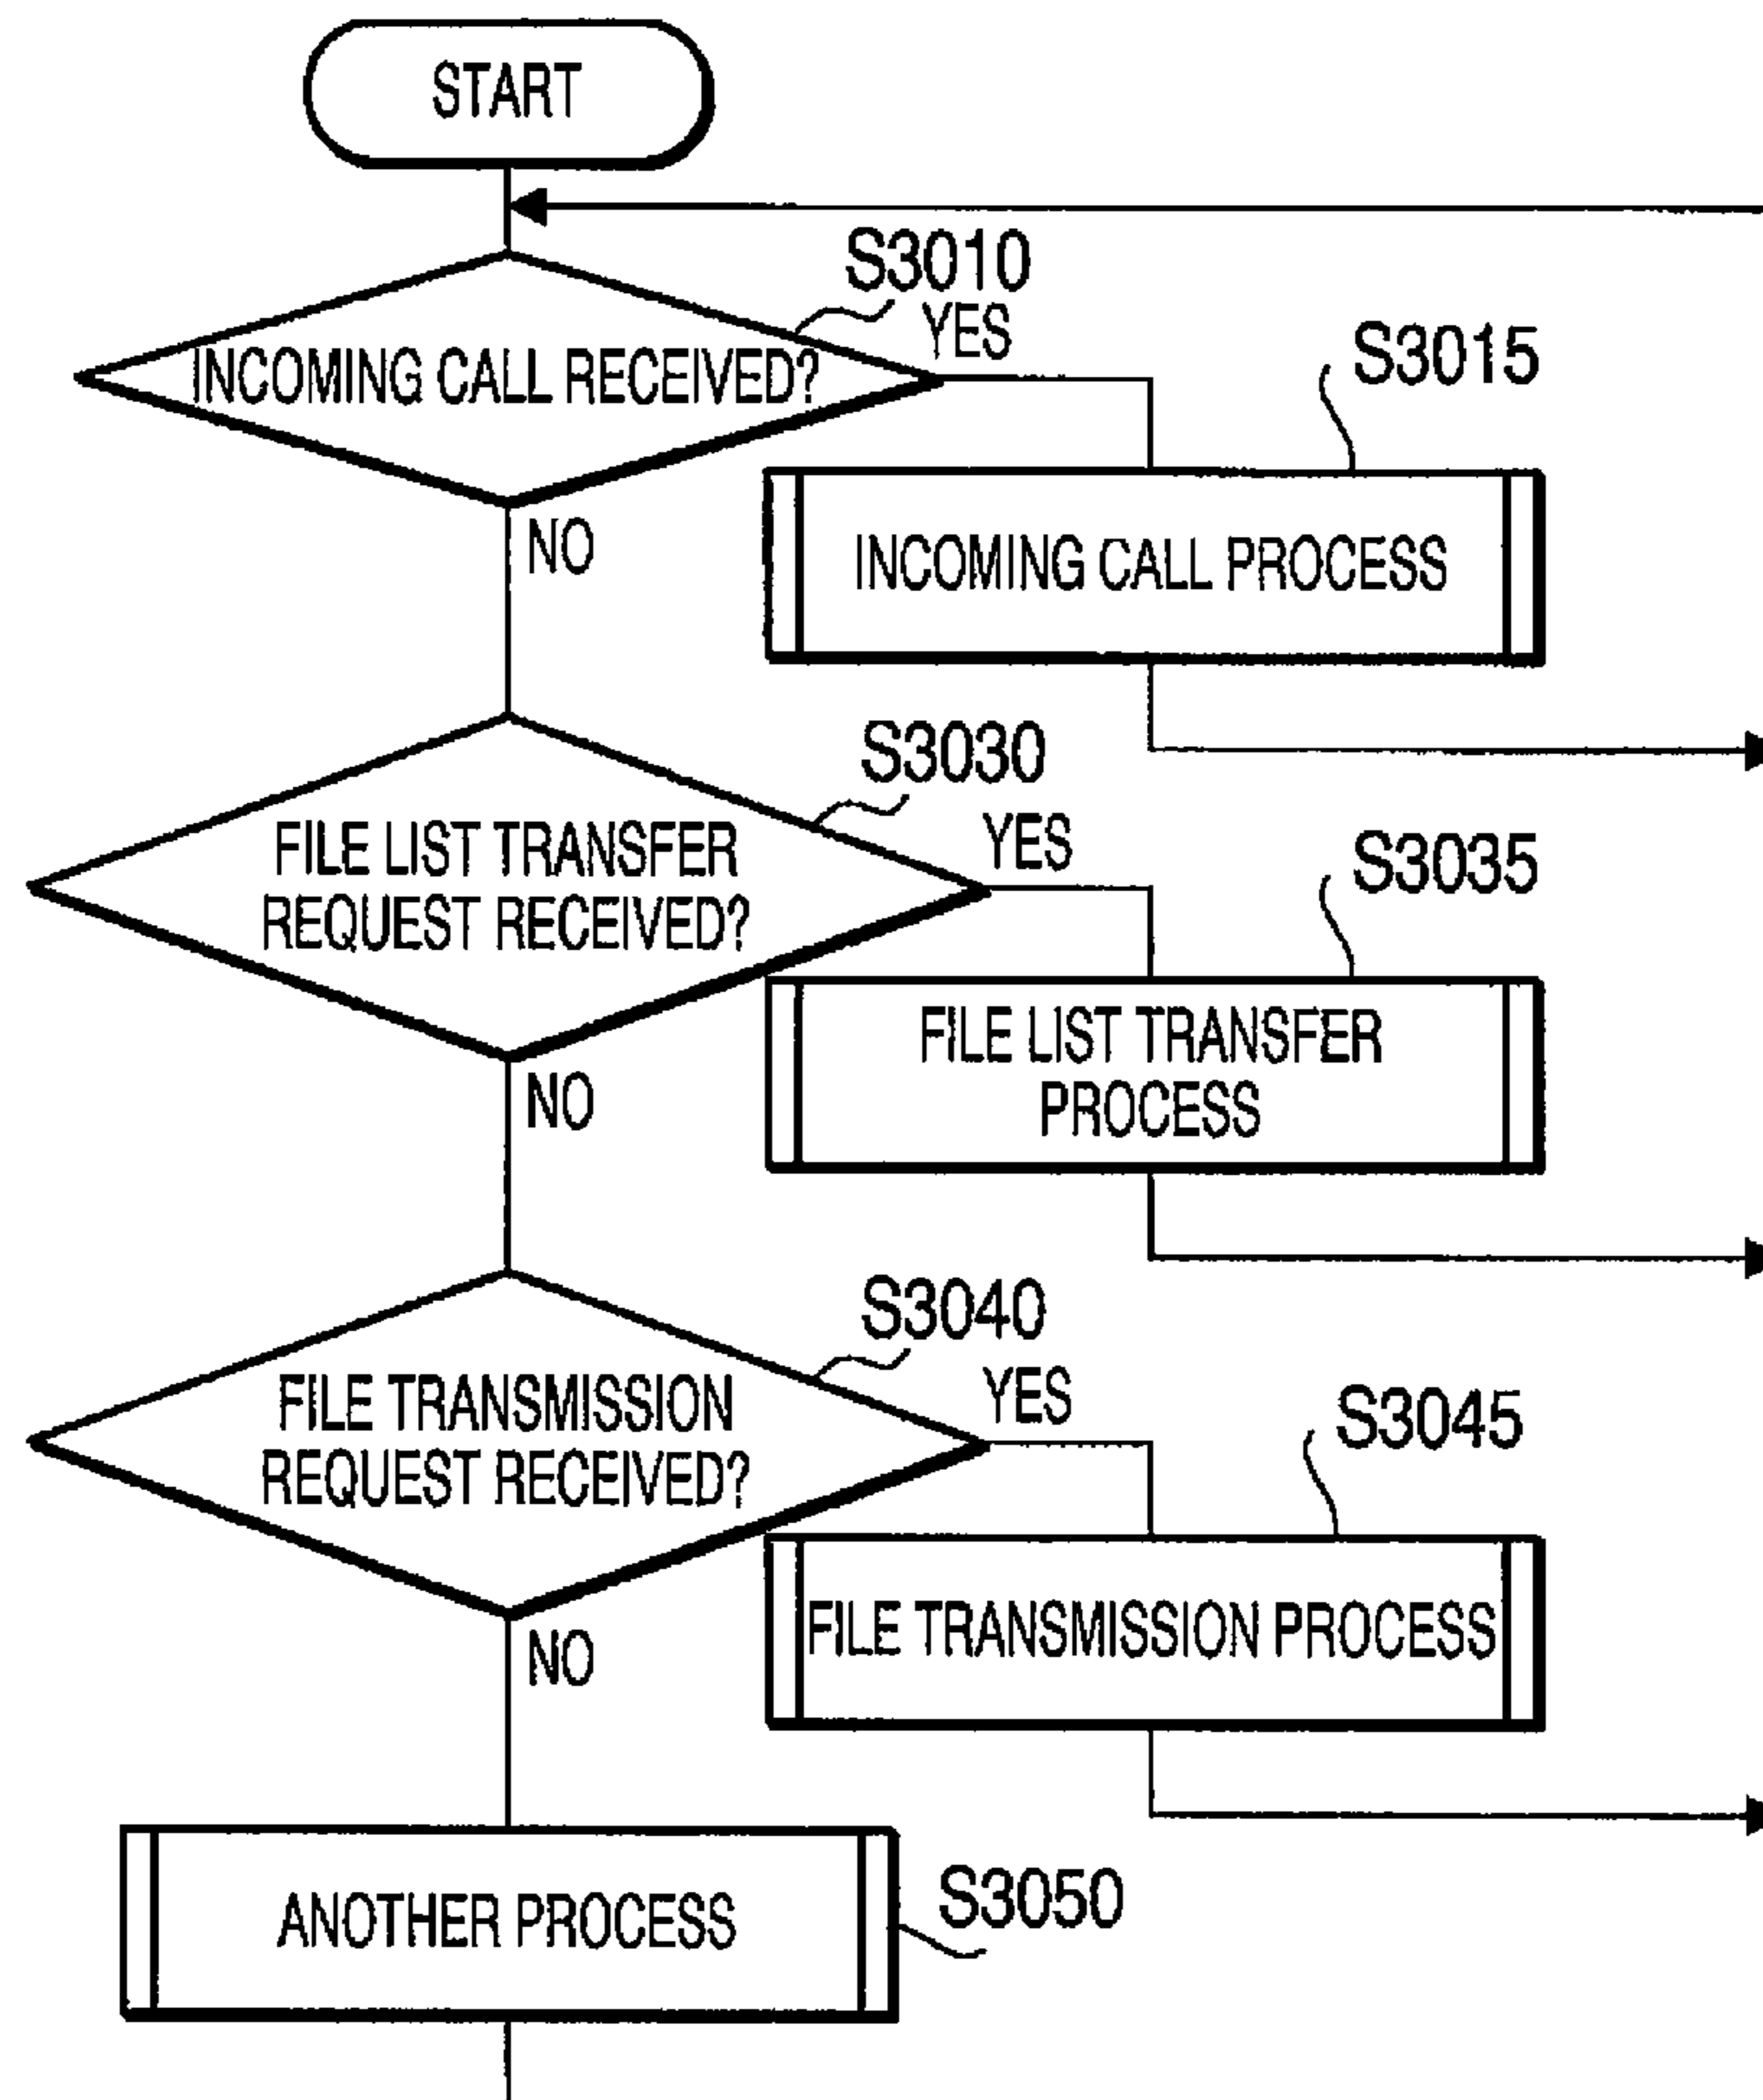 START
S3010
YES
INCOMING CALL RECEIVED?
S3015
INCOMING CALL PROCESS
NO
S3030
YES
FILE LIST TRANSFER
REQUEST RECEIVED?
S3035
FILE LIST TRANSFER
PROCESS
NO
S3040
YES
FILE TRANSMISSION
REQUEST RECEIVED?
S3045
FILE TRANSMISSION PROCESS
NO
ANOTHER PROCESS
S3050